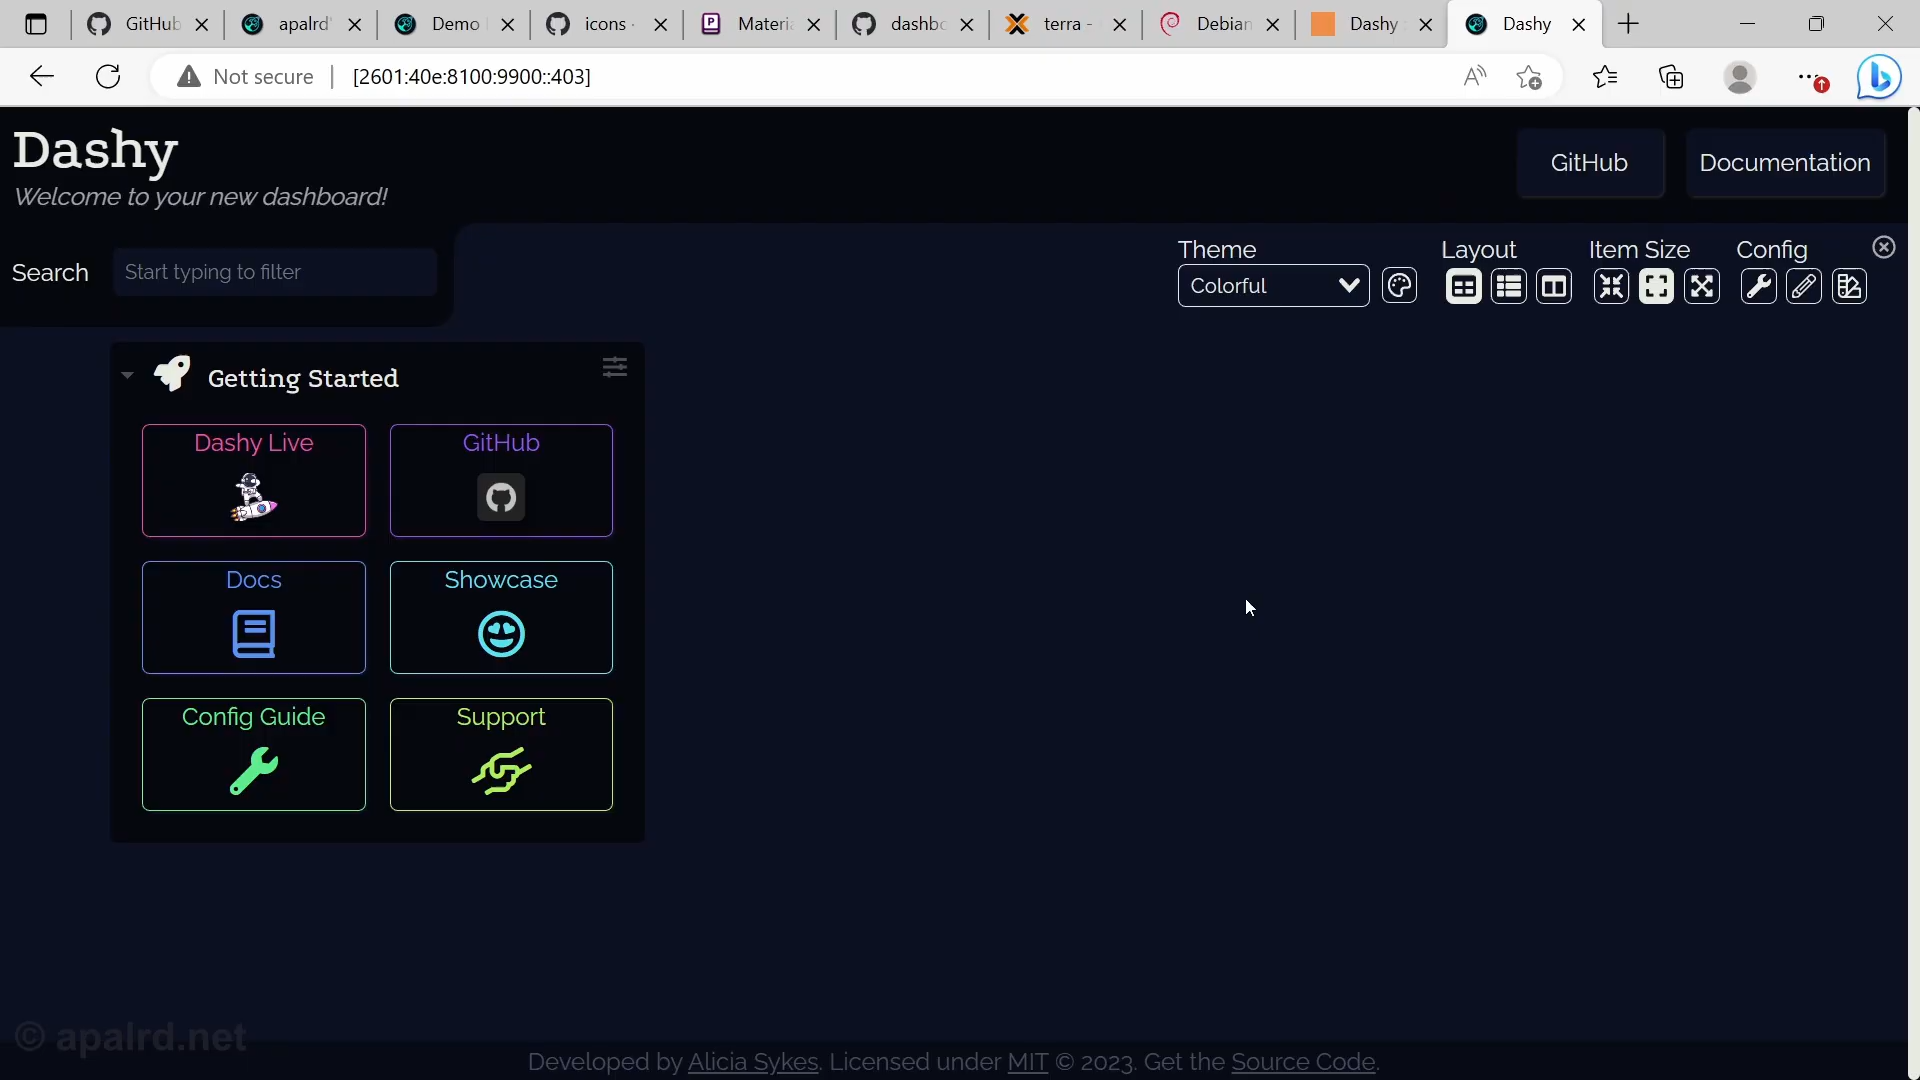 GitHub
apalrd'
Demo
icons ·
Materi
dashbo
terra -
Debian
Dashy :
Dashy
Not secure
[2601:40e:8100:9900::403]
Dashy
Welcome to your new dashboard!
GitHub
Documentation
Search
Start typing to filter
Theme
Colorful
Layout
Item Size
Config
Getting Started
Dashy Live
GitHub
Docs
Showcase
Config Guide
Support
© apalrd.net
Developed by Alicia Sykes. Licensed under MIT © 2023. Get the Source Code.